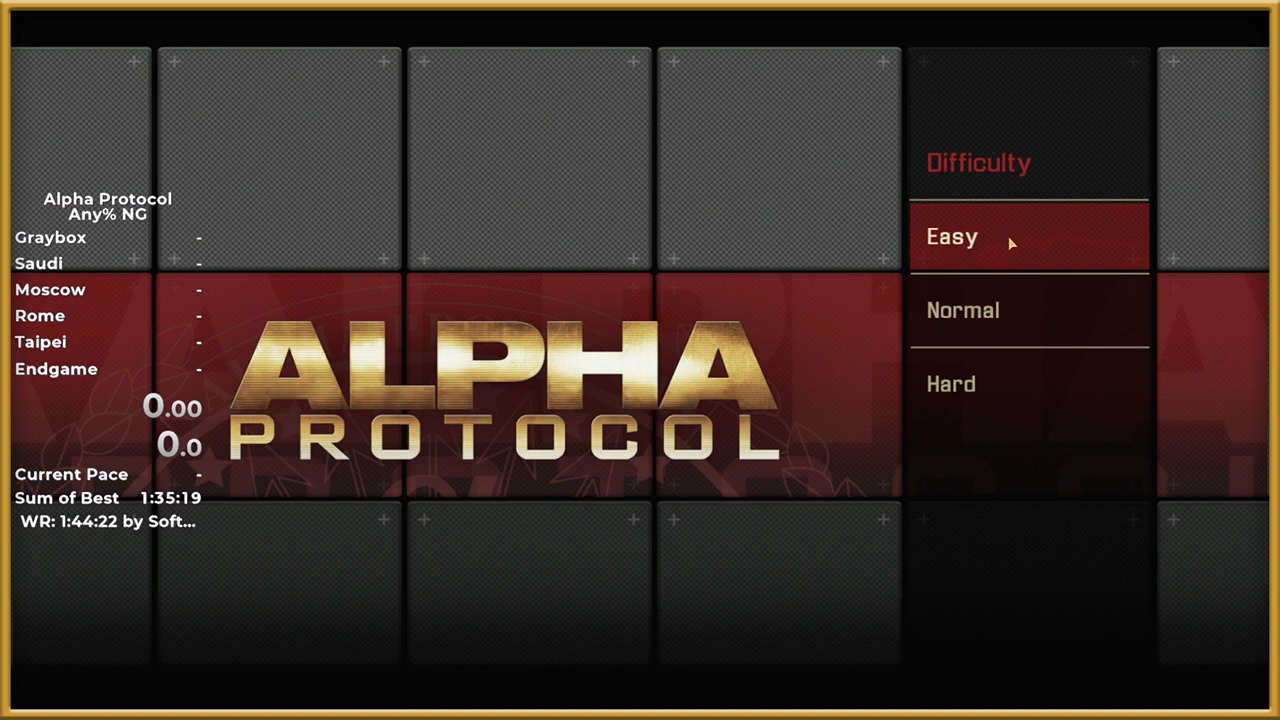 Alpha Protocol
Any% NG
Graybox -
Saudi -
Moscow -
Rome -
Taipei -
Endgame -
0.00
0.0
Current Pace -
Sum of Best 1:35:19
WR: 1:44:22 by Soft...
ALPHA
PROTOCOL
Difficulty
Easy
Normal
Hard